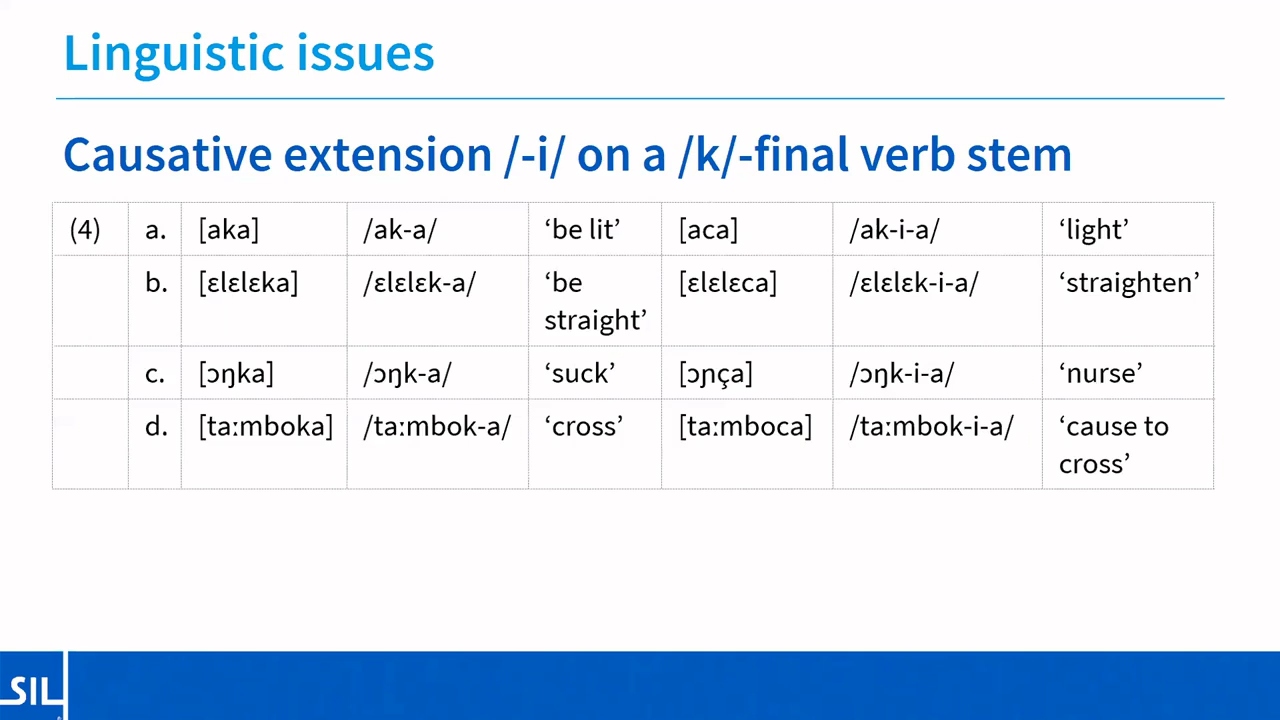 Linguistic issues
Causative extension /-i/ on a /k/-final verb stem
(4) a. [aka] /ak-a/ ‘be lit’ [aca] /ak-i-a/ ‘light’
b. [ɛlɛlɛka] /ɛlɛlɛk-a/ ‘be straight’ [ɛlɛlɛca] /ɛlɛlɛk-i-a/ ‘straighten’
c. [ɔŋka] /ɔŋk-a/ ‘suck’ [ɔɲça] /ɔŋk-i-a/ ‘nurse’
d. [taːmboka] /taːmbok-a/ ‘cross’ [taːmboca] /taːmbok-i-a/ ‘cause to cross’
SIL